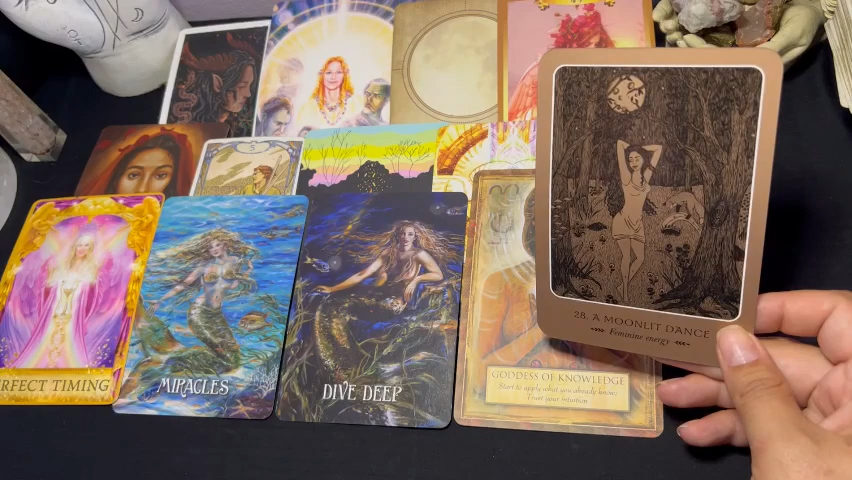 28. A MOONLIT DANCE
Feminine energy
ERFECT TIMING
MIRACLES
DIVE DEEP
GODDESS OF KNOWLEDGE
Start to apply what you already know;
Trust your intuition